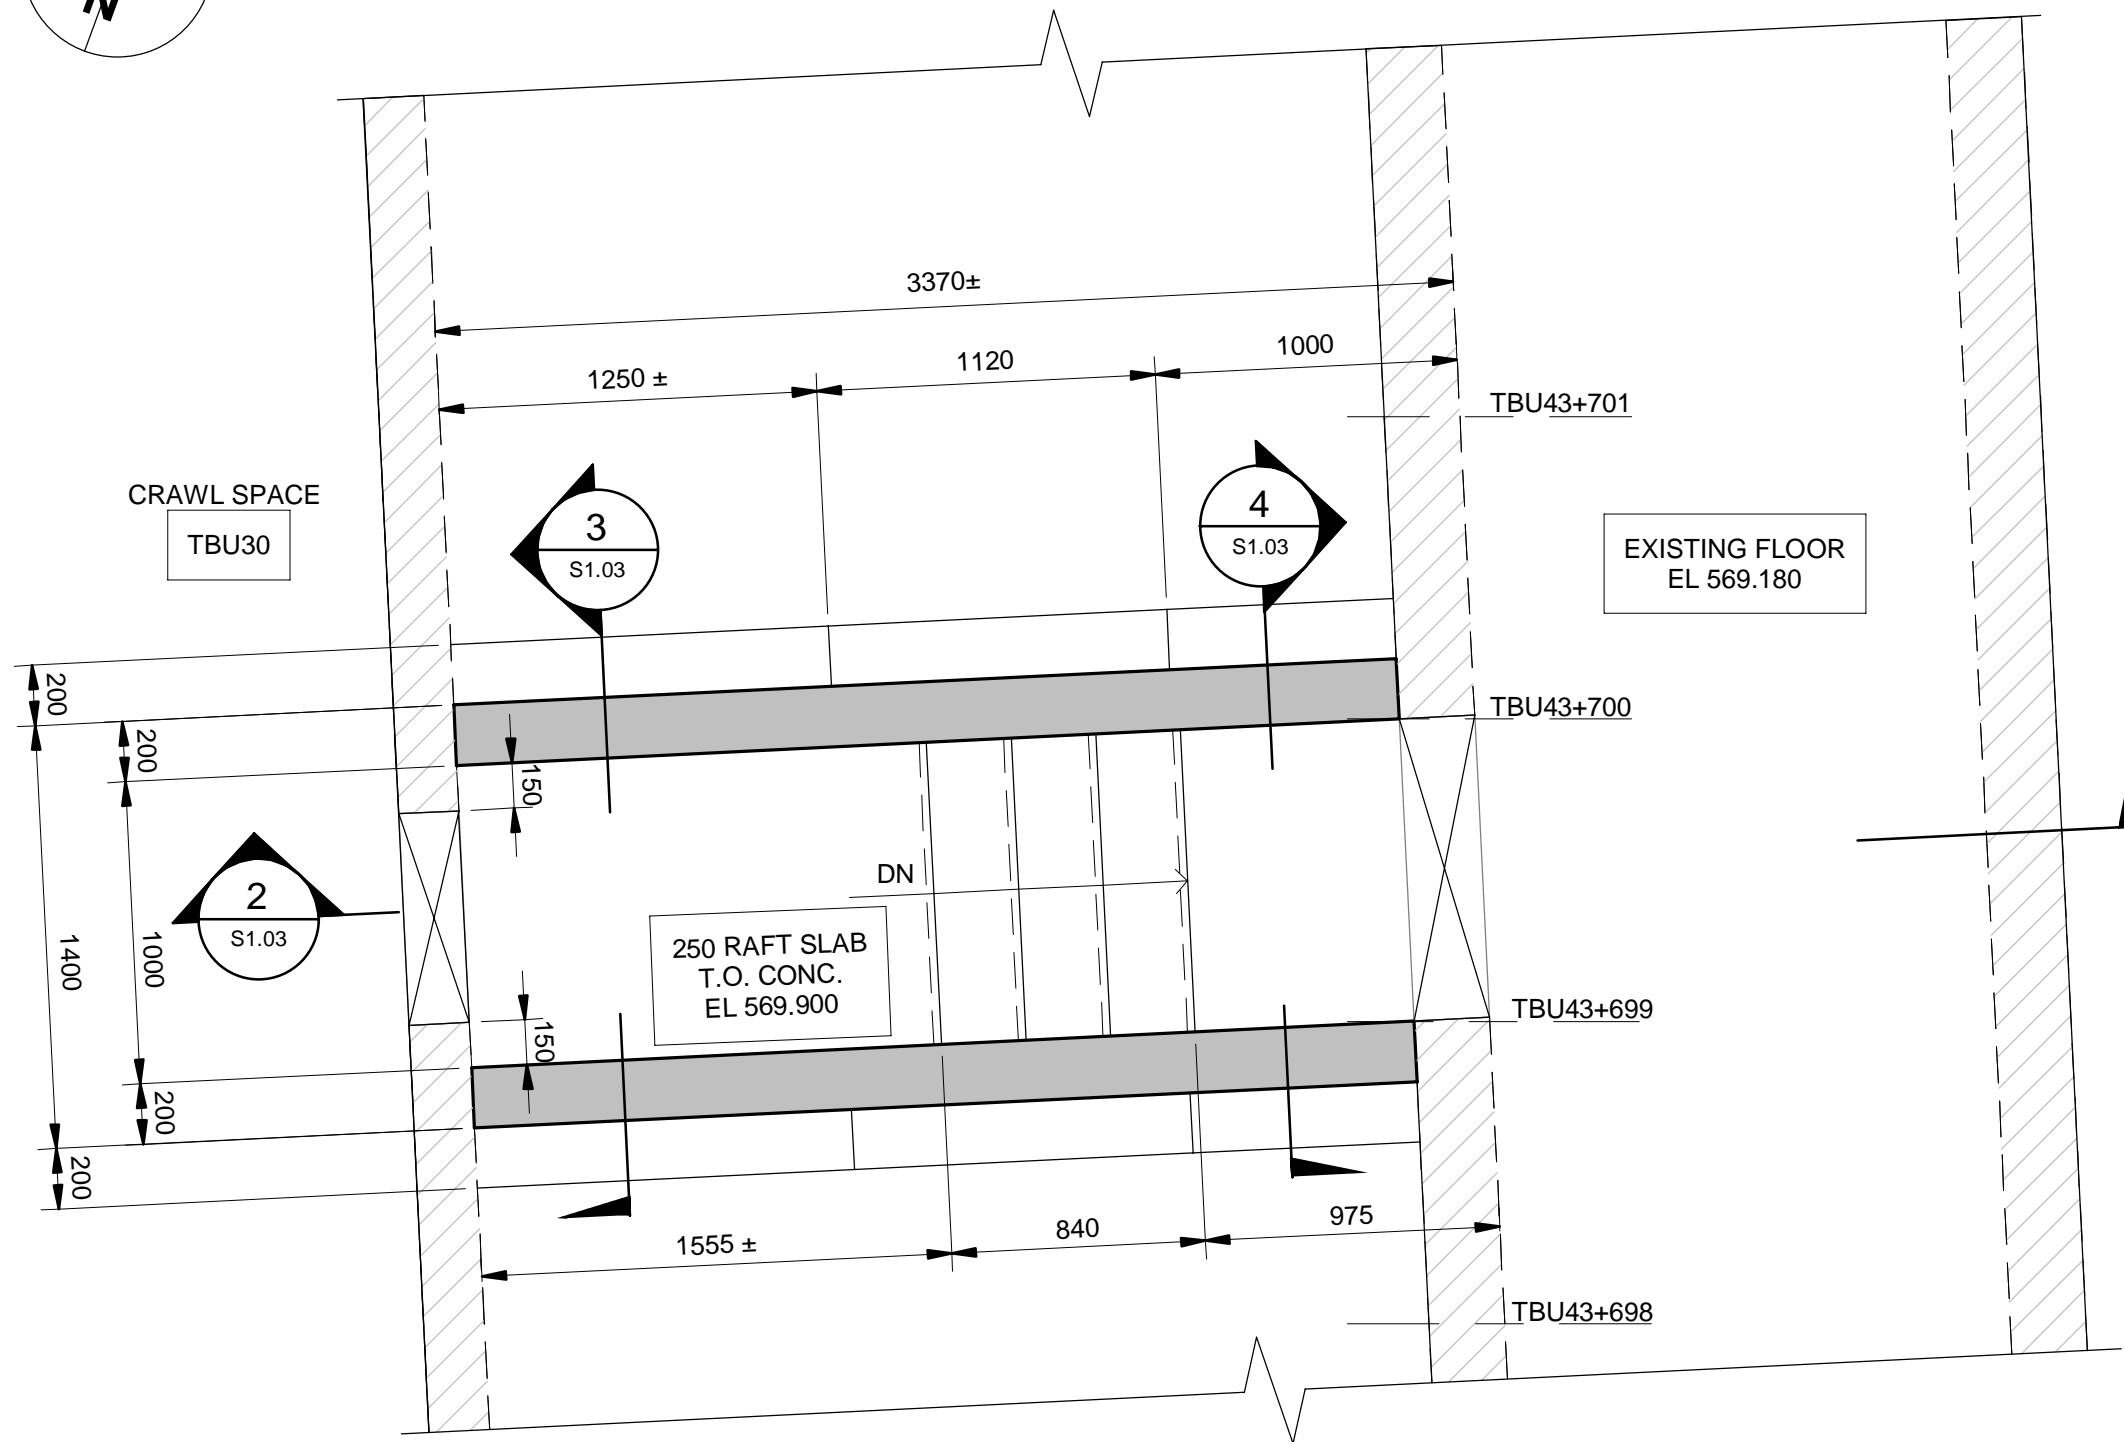 N
3370±
1250 ±
1120
1000
TBU43+701
CRAWL SPACE
TBU30
3
S1.03
4
S1.03
EXISTING FLOOR
EL 569.180
200
200
150
TBU43+700
DN
2
S1.03
1400
1000
250 RAFT SLAB
T.O. CONC.
EL 569.900
150
TBU43+699
200
200
1555 ±
840
975
TBU43+698